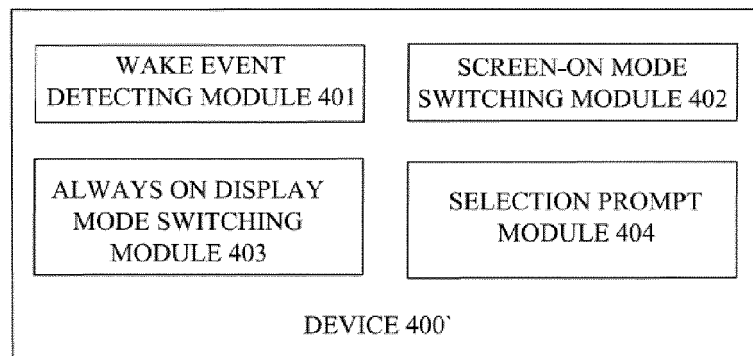 WAKE EVENT
DETECTING MODULE 401
SCREEN-ON MODE
SWITCHING MODULE 402
ALWAYS ON DISPLAY
MODE SWITCHING
MODULE 403
SELECTION PROMPT
MODULE 404
DEVICE 400`